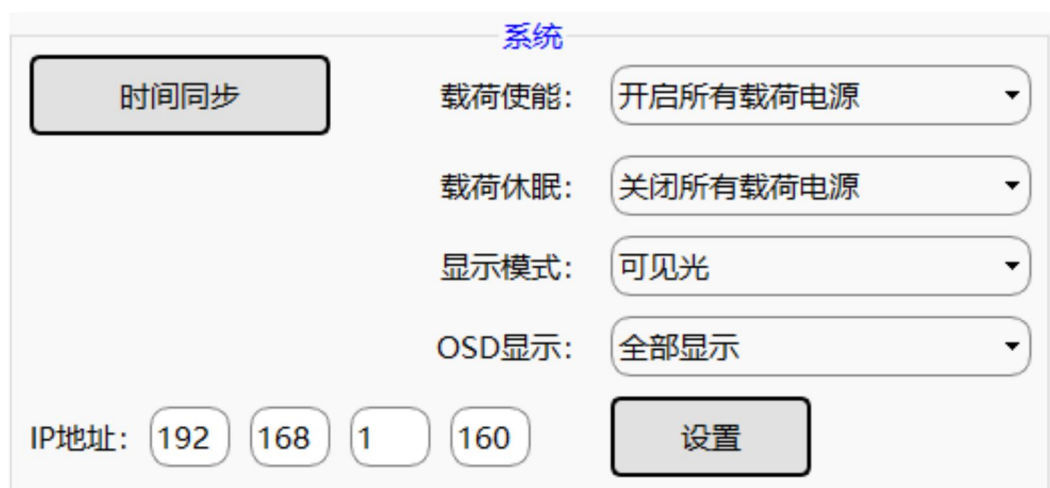 系统
时间同步 载荷使能： 开启所有载荷电源
载荷休眠： 关闭所有载荷电源
显示模式： 可见光
OSD显示： 全部显示
IP地址： 192 168 1 160 设置